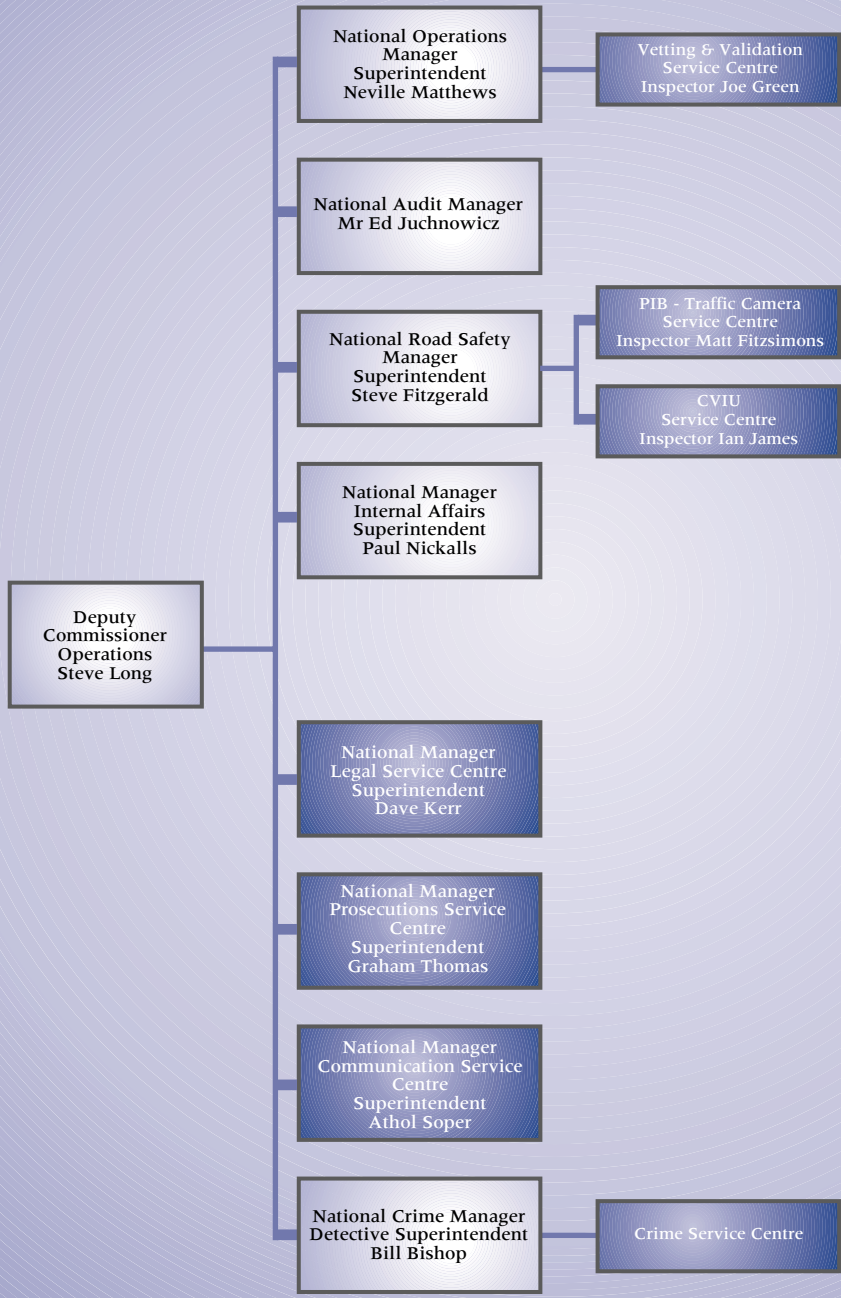 National Operations
Manager
Superintendent
Neville Matthews
Vetting & Validation
Service Centre
Inspector Joe Green
National Audit Manager
Mr Ed Juchnowicz
National Road Safety
Manager
Superintendent
Steve Fitzgerald
PIB - Traffic Camera
Service Centre
Inspector Matt Fitzsimons
CVIU
Service Centre
Inspector Ian James
National Manager
Internal Affairs
Superintendent
Paul Nickalls
Deputy
Commissioner
Operations
Steve Long
National Manager
Legal Service Centre
Superintendent
Dave Kerr
National Manager
Prosecutions Service
Centre
Superintendent
Graham Thomas
National Manager
Communication Service
Centre
Superintendent
Athol Soper
National Crime Manager
Detective Superintendent
Bill Bishop
Crime Service Centre